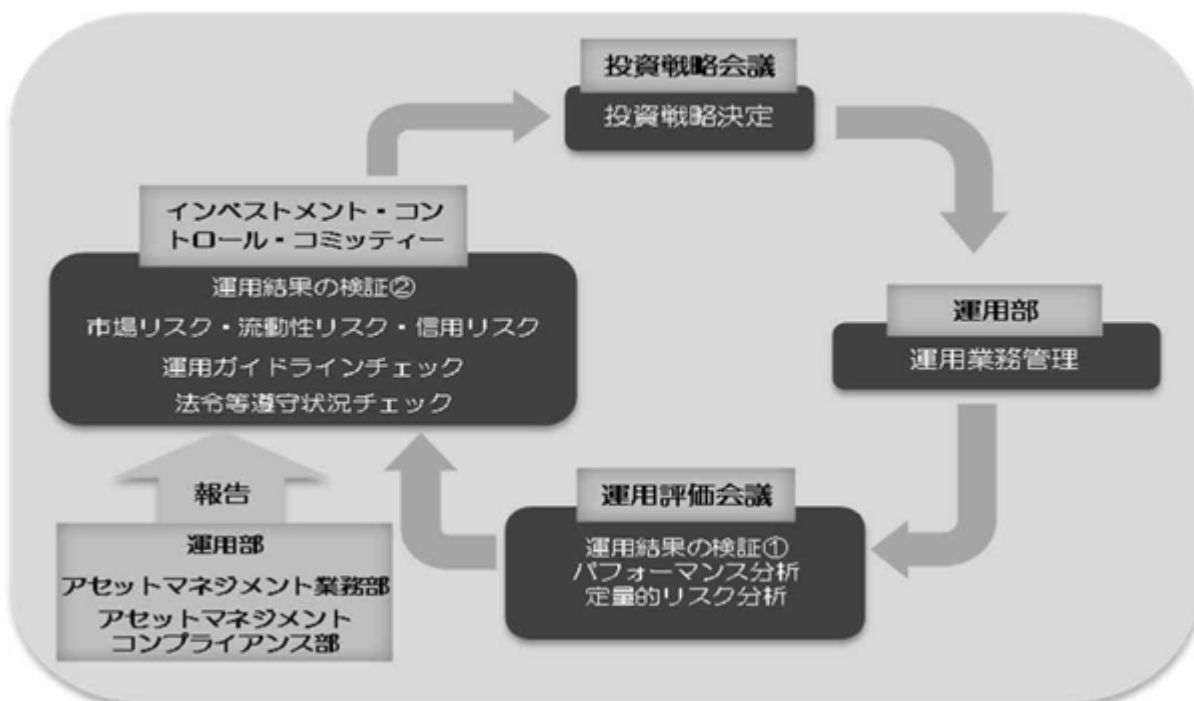 投資戦略会議
投資戦略決定
インベストメント・コン
トロール・コミッティー
運用結果の検証②
市場リスク・流動性リスク・信用リスク
運用ガイドラインチェック
法令等遵守状況チェック
運用部
運用業務管理
運用評価会議
運用結果の検証①
パフォーマンス分析
定量的リスク分析
報告
運用部
アセットマネジメント業務部
アセットマネジメント
コンプライアンス部